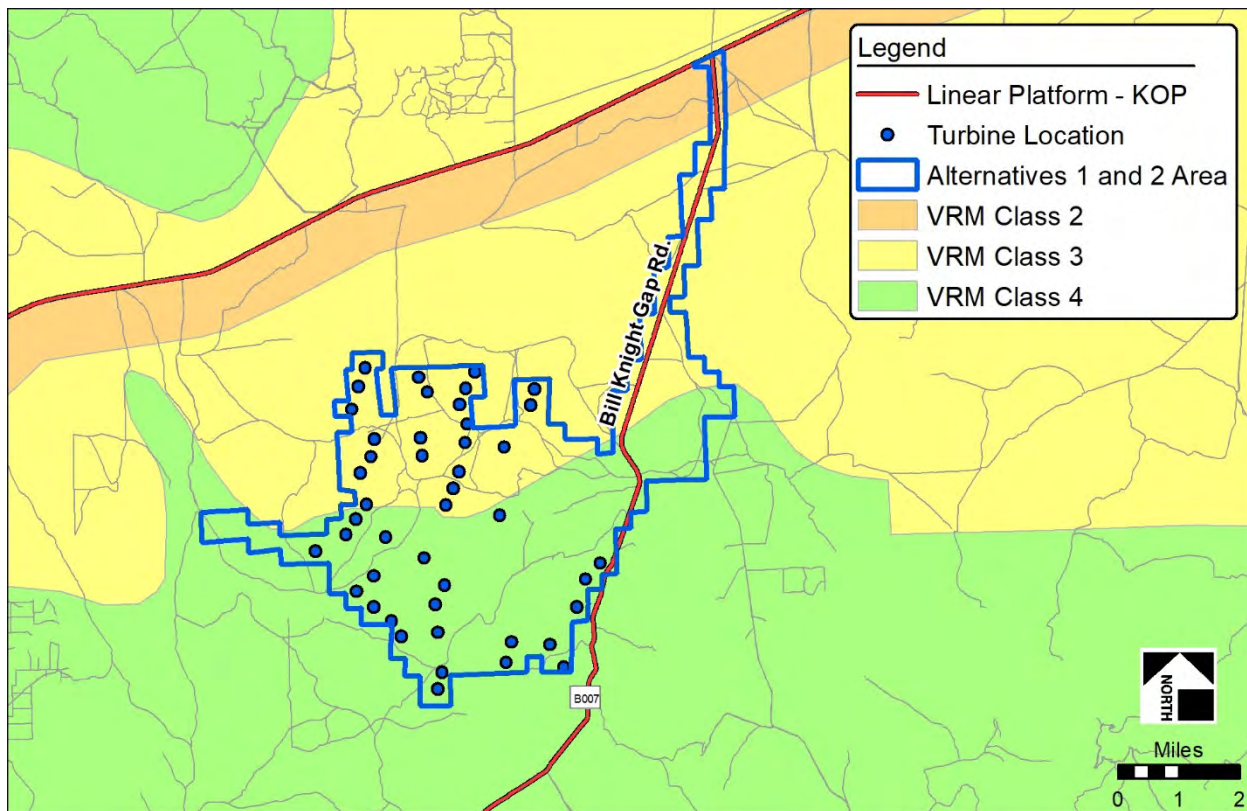 Legend
Linear Platform - KOP
Turbine Location
Alternatives 1 and 2 Area
VRM Class 2
VRM Class 3
VRM Class 4
Bill Knight Gap Rd.
B007
NORTH
Miles
0 1 2